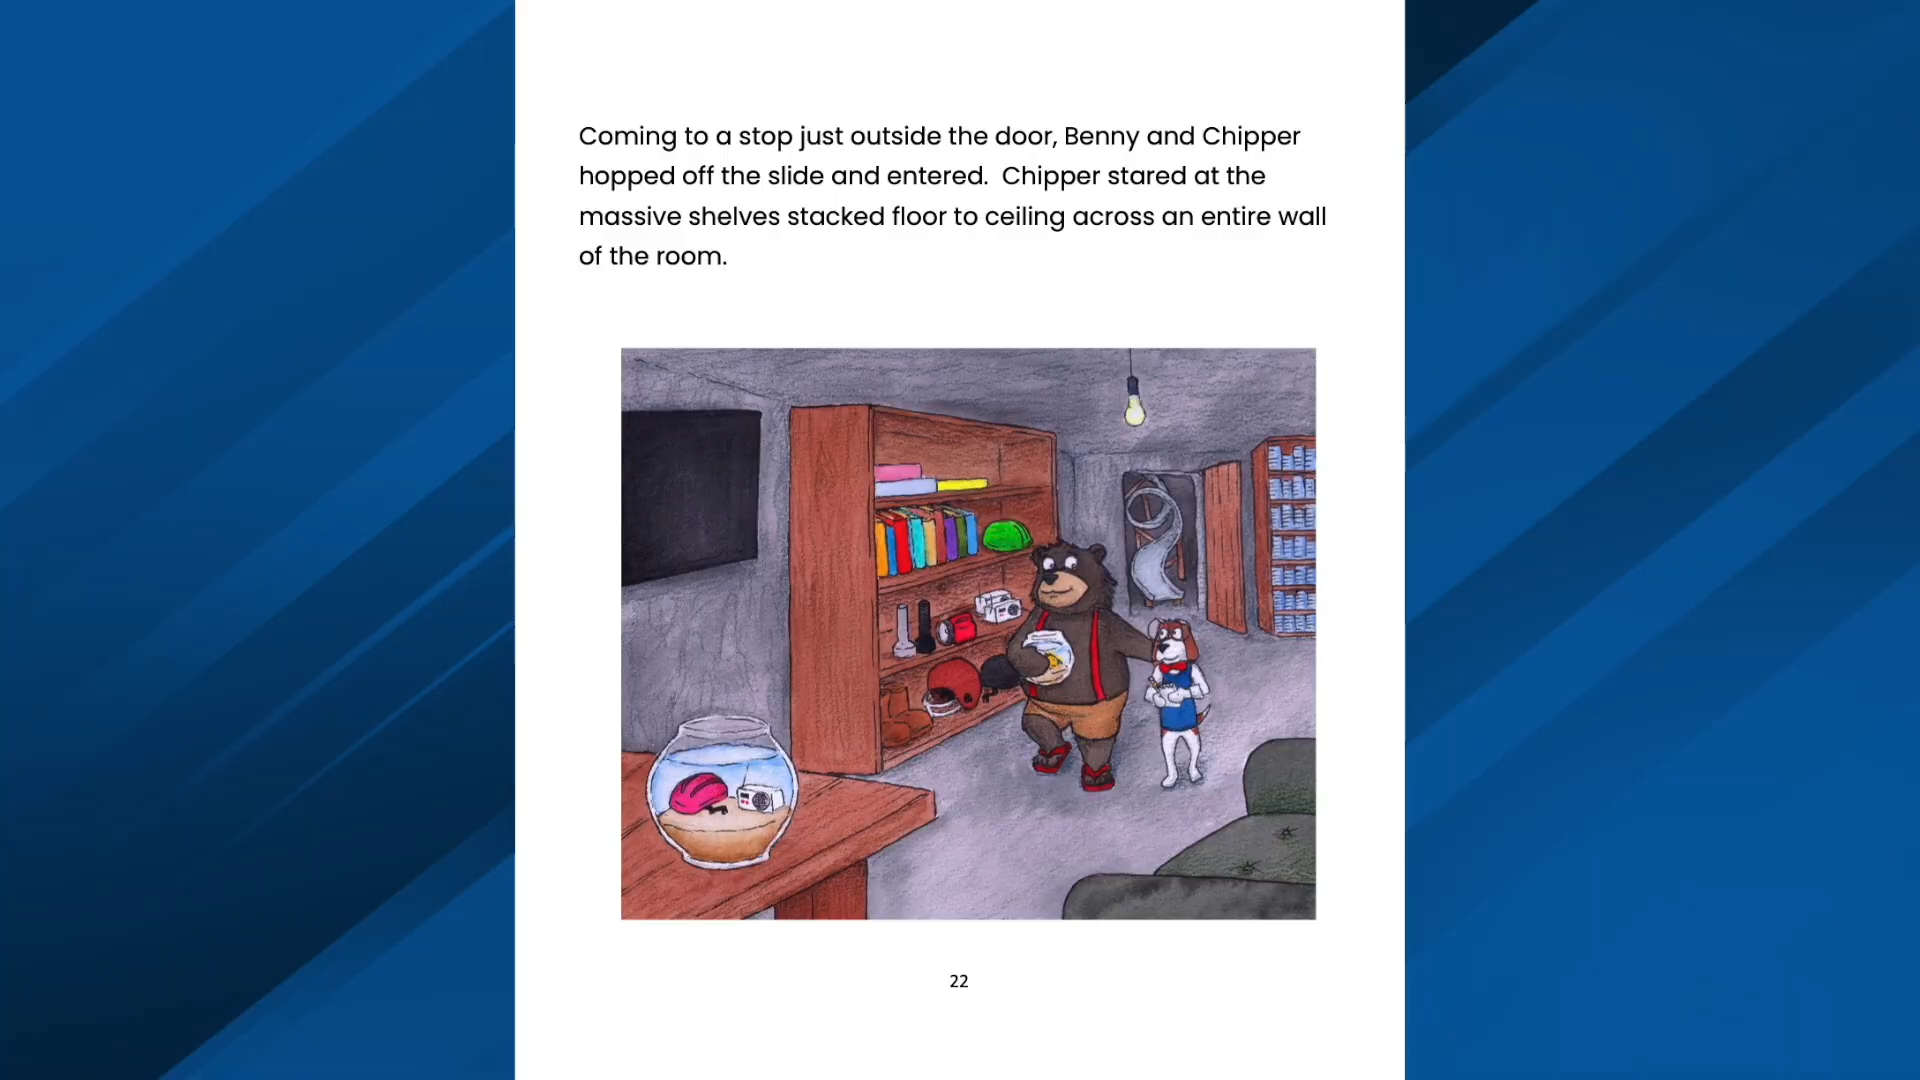 Coming to a stop just outside the door, Benny and Chipper
hopped off the slide and entered.  Chipper stared at the
massive shelves stacked floor to ceiling across an entire wall
of the room.
22